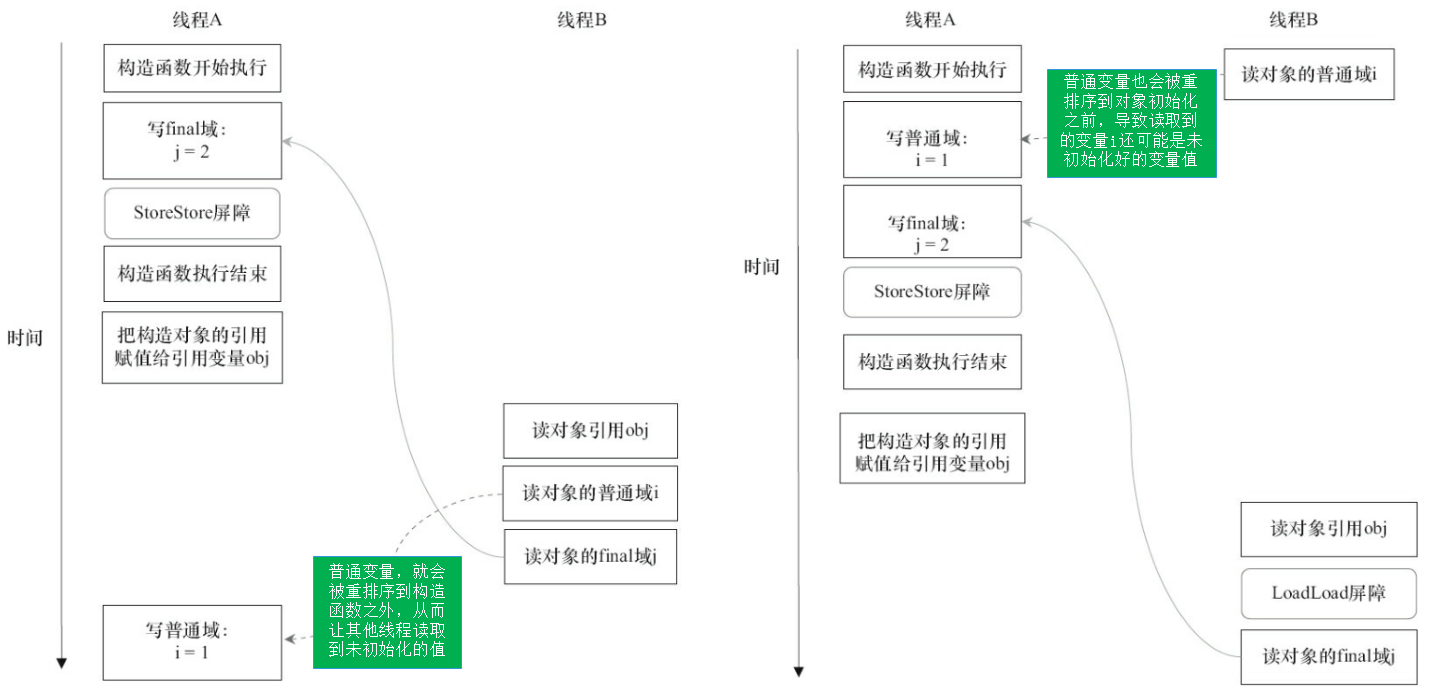 线程A
线程B
构造函数开始执行
写final域：
j = 2
StoreStore屏障
构造函数执行结束
把构造对象的引用
赋值给引用变量obj
时间
读对象引用obj
读对象的普通域i
读对象的final域j
普通变量，就会
被重排序到构造
函数之外，从而
让其他线程读取
到未初始化的值
写普通域：
i = 1
线程A
线程B
构造函数开始执行
读对象的普通域i
普通变量也会被重
排序到对象初始化
之前，导致读取到
的变量i还可能是未
初始化好的变量值
写普通域：
i = 1
写final域：
j = 2
时间
StoreStore屏障
构造函数执行结束
把构造对象的引用
赋值给引用变量obj
读对象引用obj
LoadLoad屏障
读对象的final域j